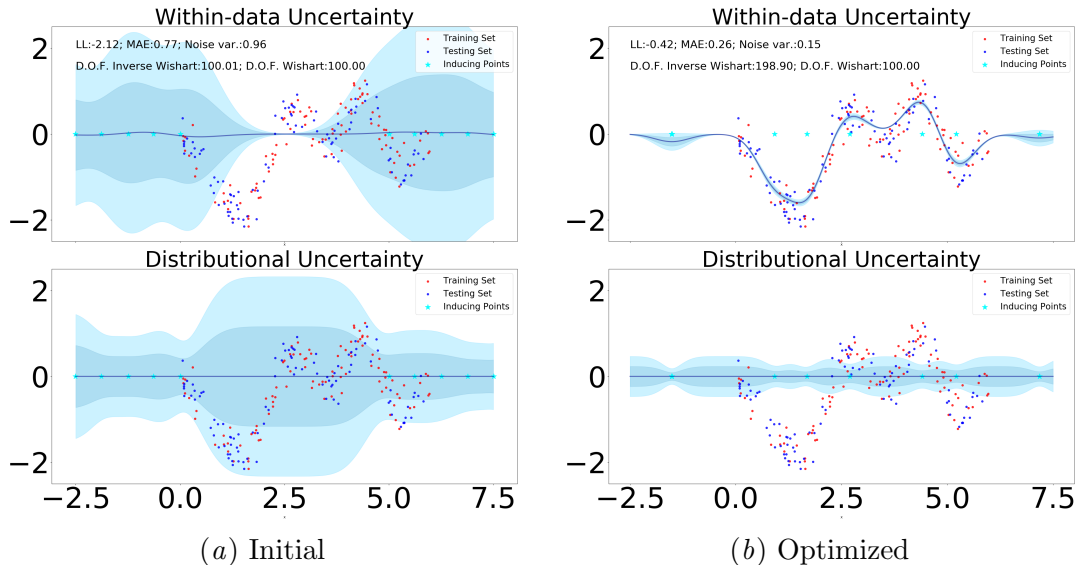 Within-data Uncertainty
2
0
−2
LL:-2.12; MAE:0.77; Noise var.:0.96
D.O.F. Inverse Wishart:100.01; D.O.F. Wishart:100.00
Training Set
Testing Set
Inducing Points
Distributional Uncertainty
2
0
−2
Training Set
Testing Set
Inducing Points
−2.5 0.0 2.5 5.0 7.5
(a) Initial
Within-data Uncertainty
2
0
−2
LL:-0.42; MAE:0.26; Noise var.:0.15
D.O.F. Inverse Wishart:198.90; D.O.F. Wishart:100.00
Training Set
Testing Set
Inducing Points
Distributional Uncertainty
2
0
−2
Training Set
Testing Set
Inducing Points
−2.5 0.0 2.5 5.0 7.5
(b) Optimized